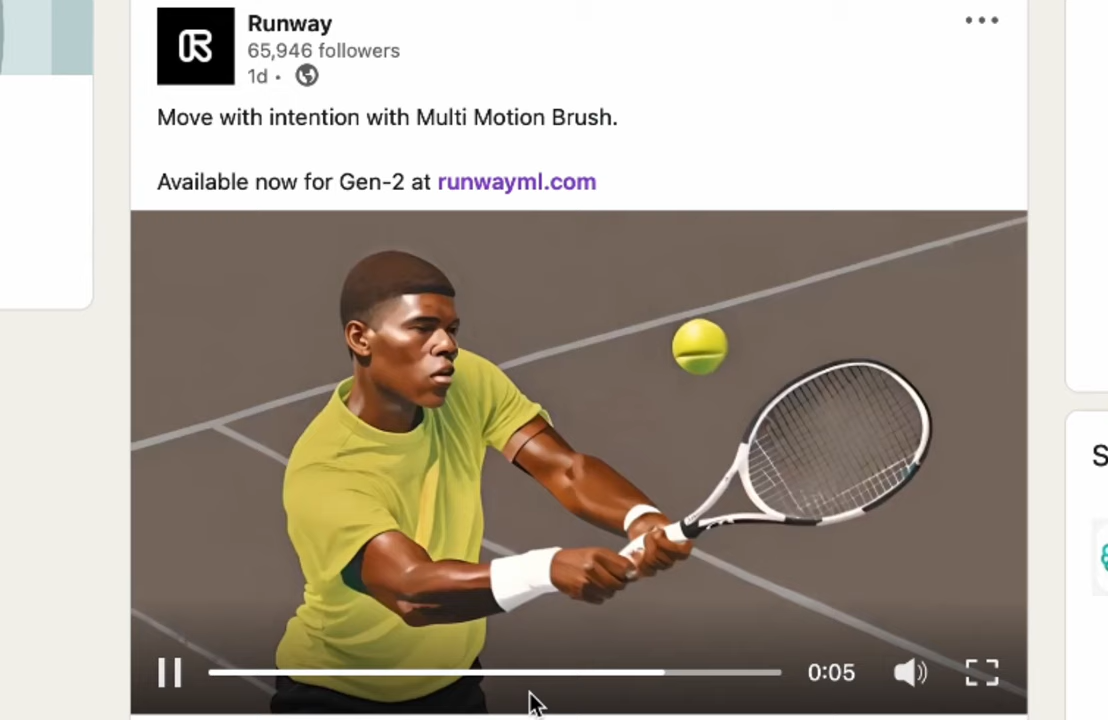 Runway
65,946 followers
1d •
Move with intention with Multi Motion Brush.
Available now for Gen-2 at runwayml.com
0:05
S